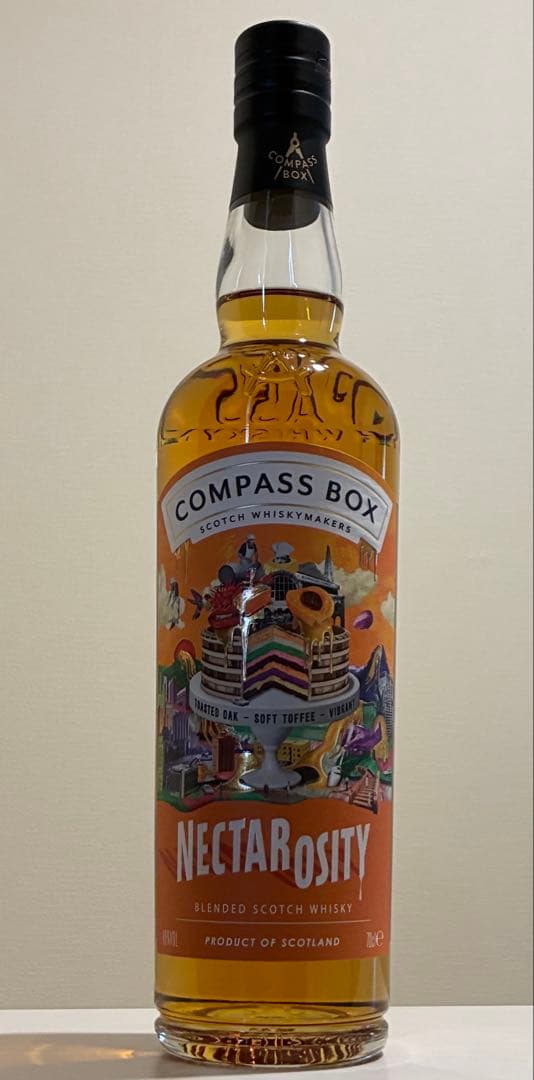 COMPASS
BOX
COMPASS BOX
SCOTCH WHISKYMAKERS
TOASTED OAK - SOFT TOFFEE - VIBRANT
NECTAROSITY
BLENDED SCOTCH WHISKY
PRODUCT OF SCOTLAND
70cl℮